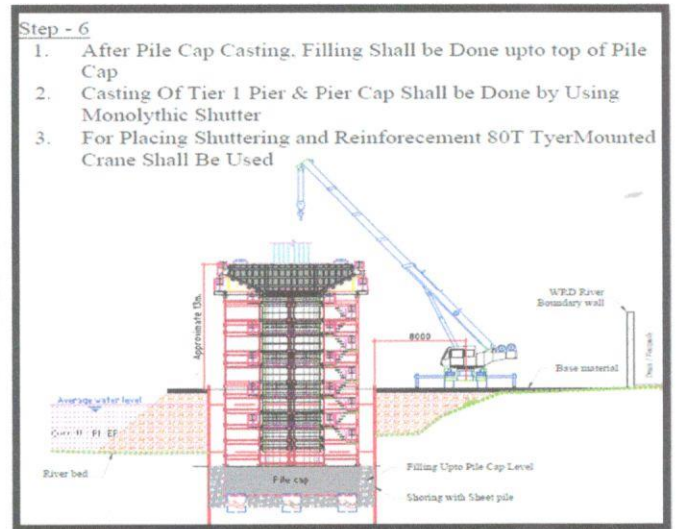 Step - 6
1. After Pile Cap Casting. Filling Shall be Done upto top of Pile
Cap
2. Casting Of Tier 1 Pier & Pier Cap Shall be Done by Using
Monolythic Shutter
3. For Placing Shuttering and Reinforecement 80T TyerMounted
Crane Shall Be Used
WRD River
Boundary wall
Approximate 13m.
8000
Base material
Average water level
River bed
Pile cap
Filling Upto Pile Cap Level
Shoring with Sheet pile